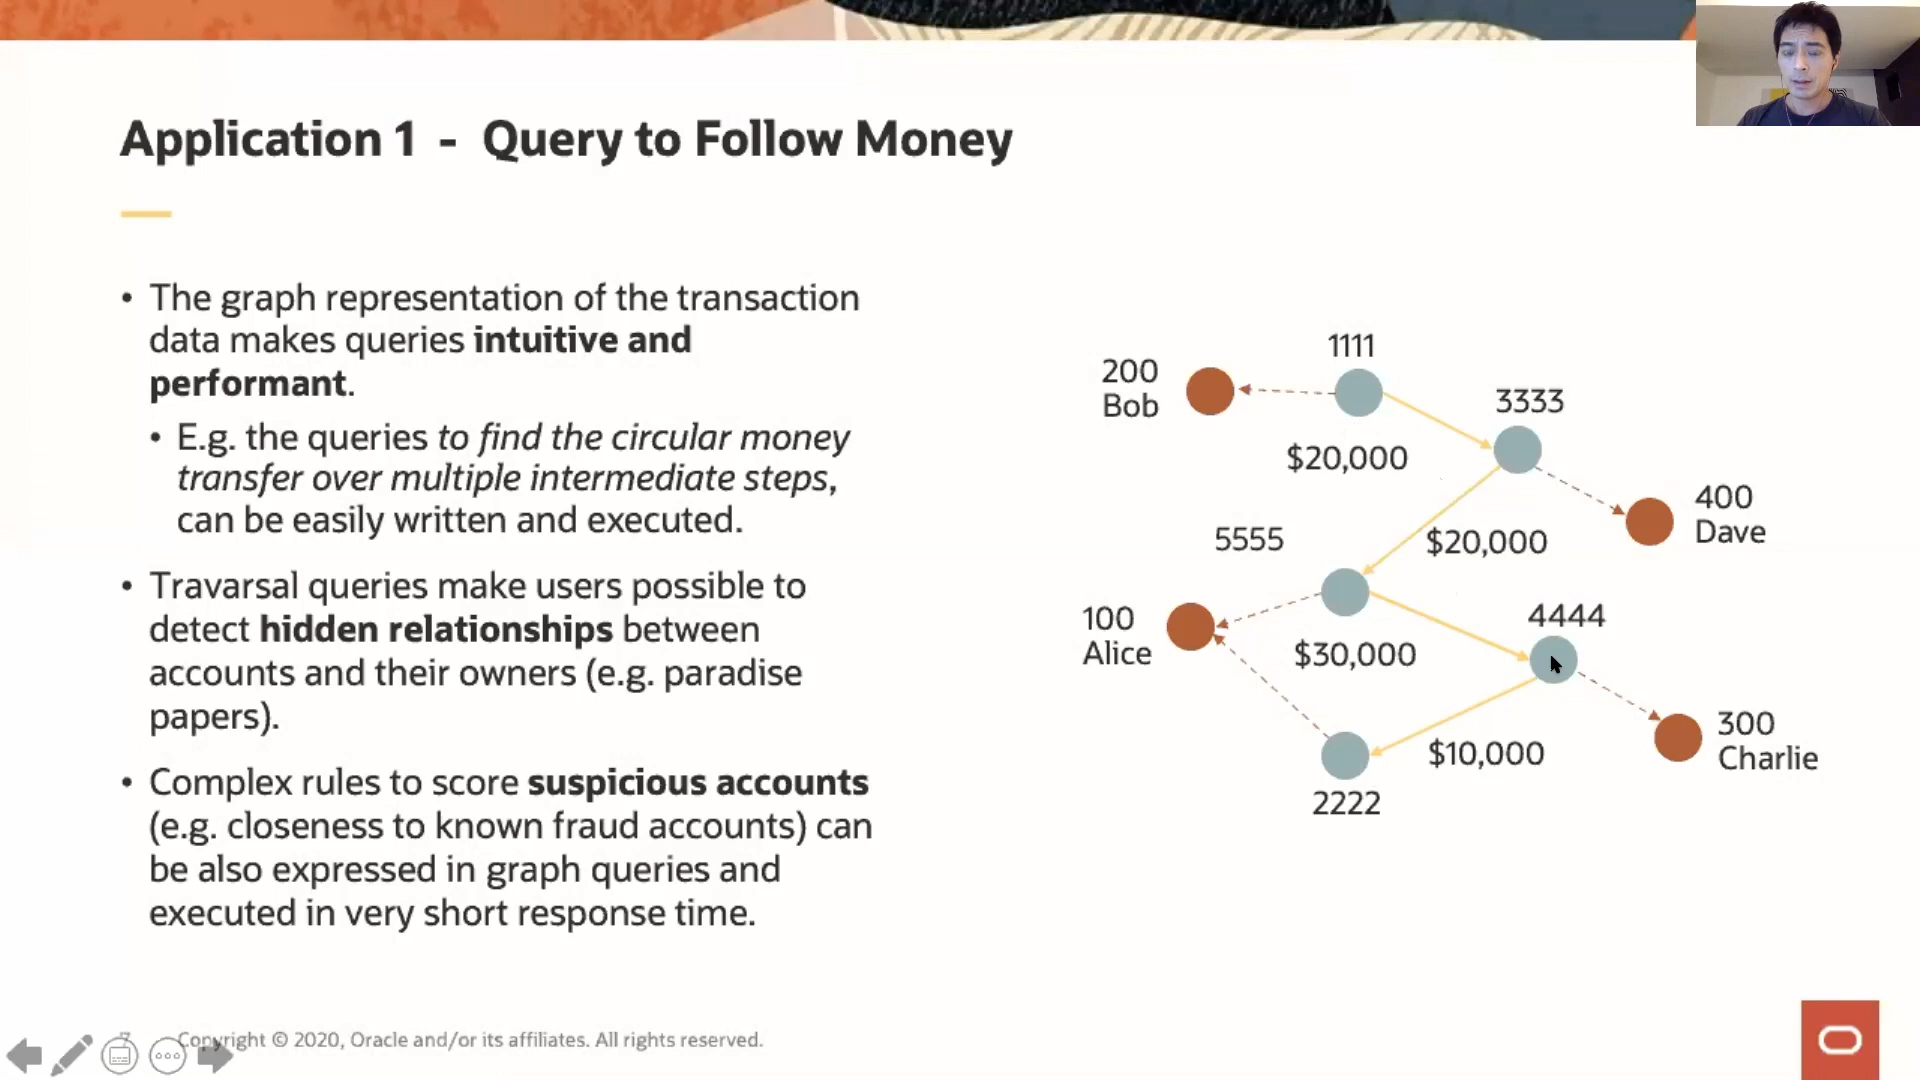 Application 1 - Query to Follow Money
• The graph representation of the transaction
data makes queries intuitive and
performant.
• E.g. the queries to find the circular money
transfer over multiple intermediate steps,
can be easily written and executed.
• Travarsal queries make users possible to
detect hidden relationships between
accounts and their owners (e.g. paradise
papers).
• Complex rules to score suspicious accounts
(e.g. closeness to known fraud accounts) can
be also expressed in graph queries and
executed in very short response time.
1111
200
Bob
3333
$20,000
400
Dave
5555
$20,000
100
Alice
4444
$30,000
300
Charlie
$10,000
2222
7
Copyright © 2020, Oracle and/or its affiliates. All rights reserved.